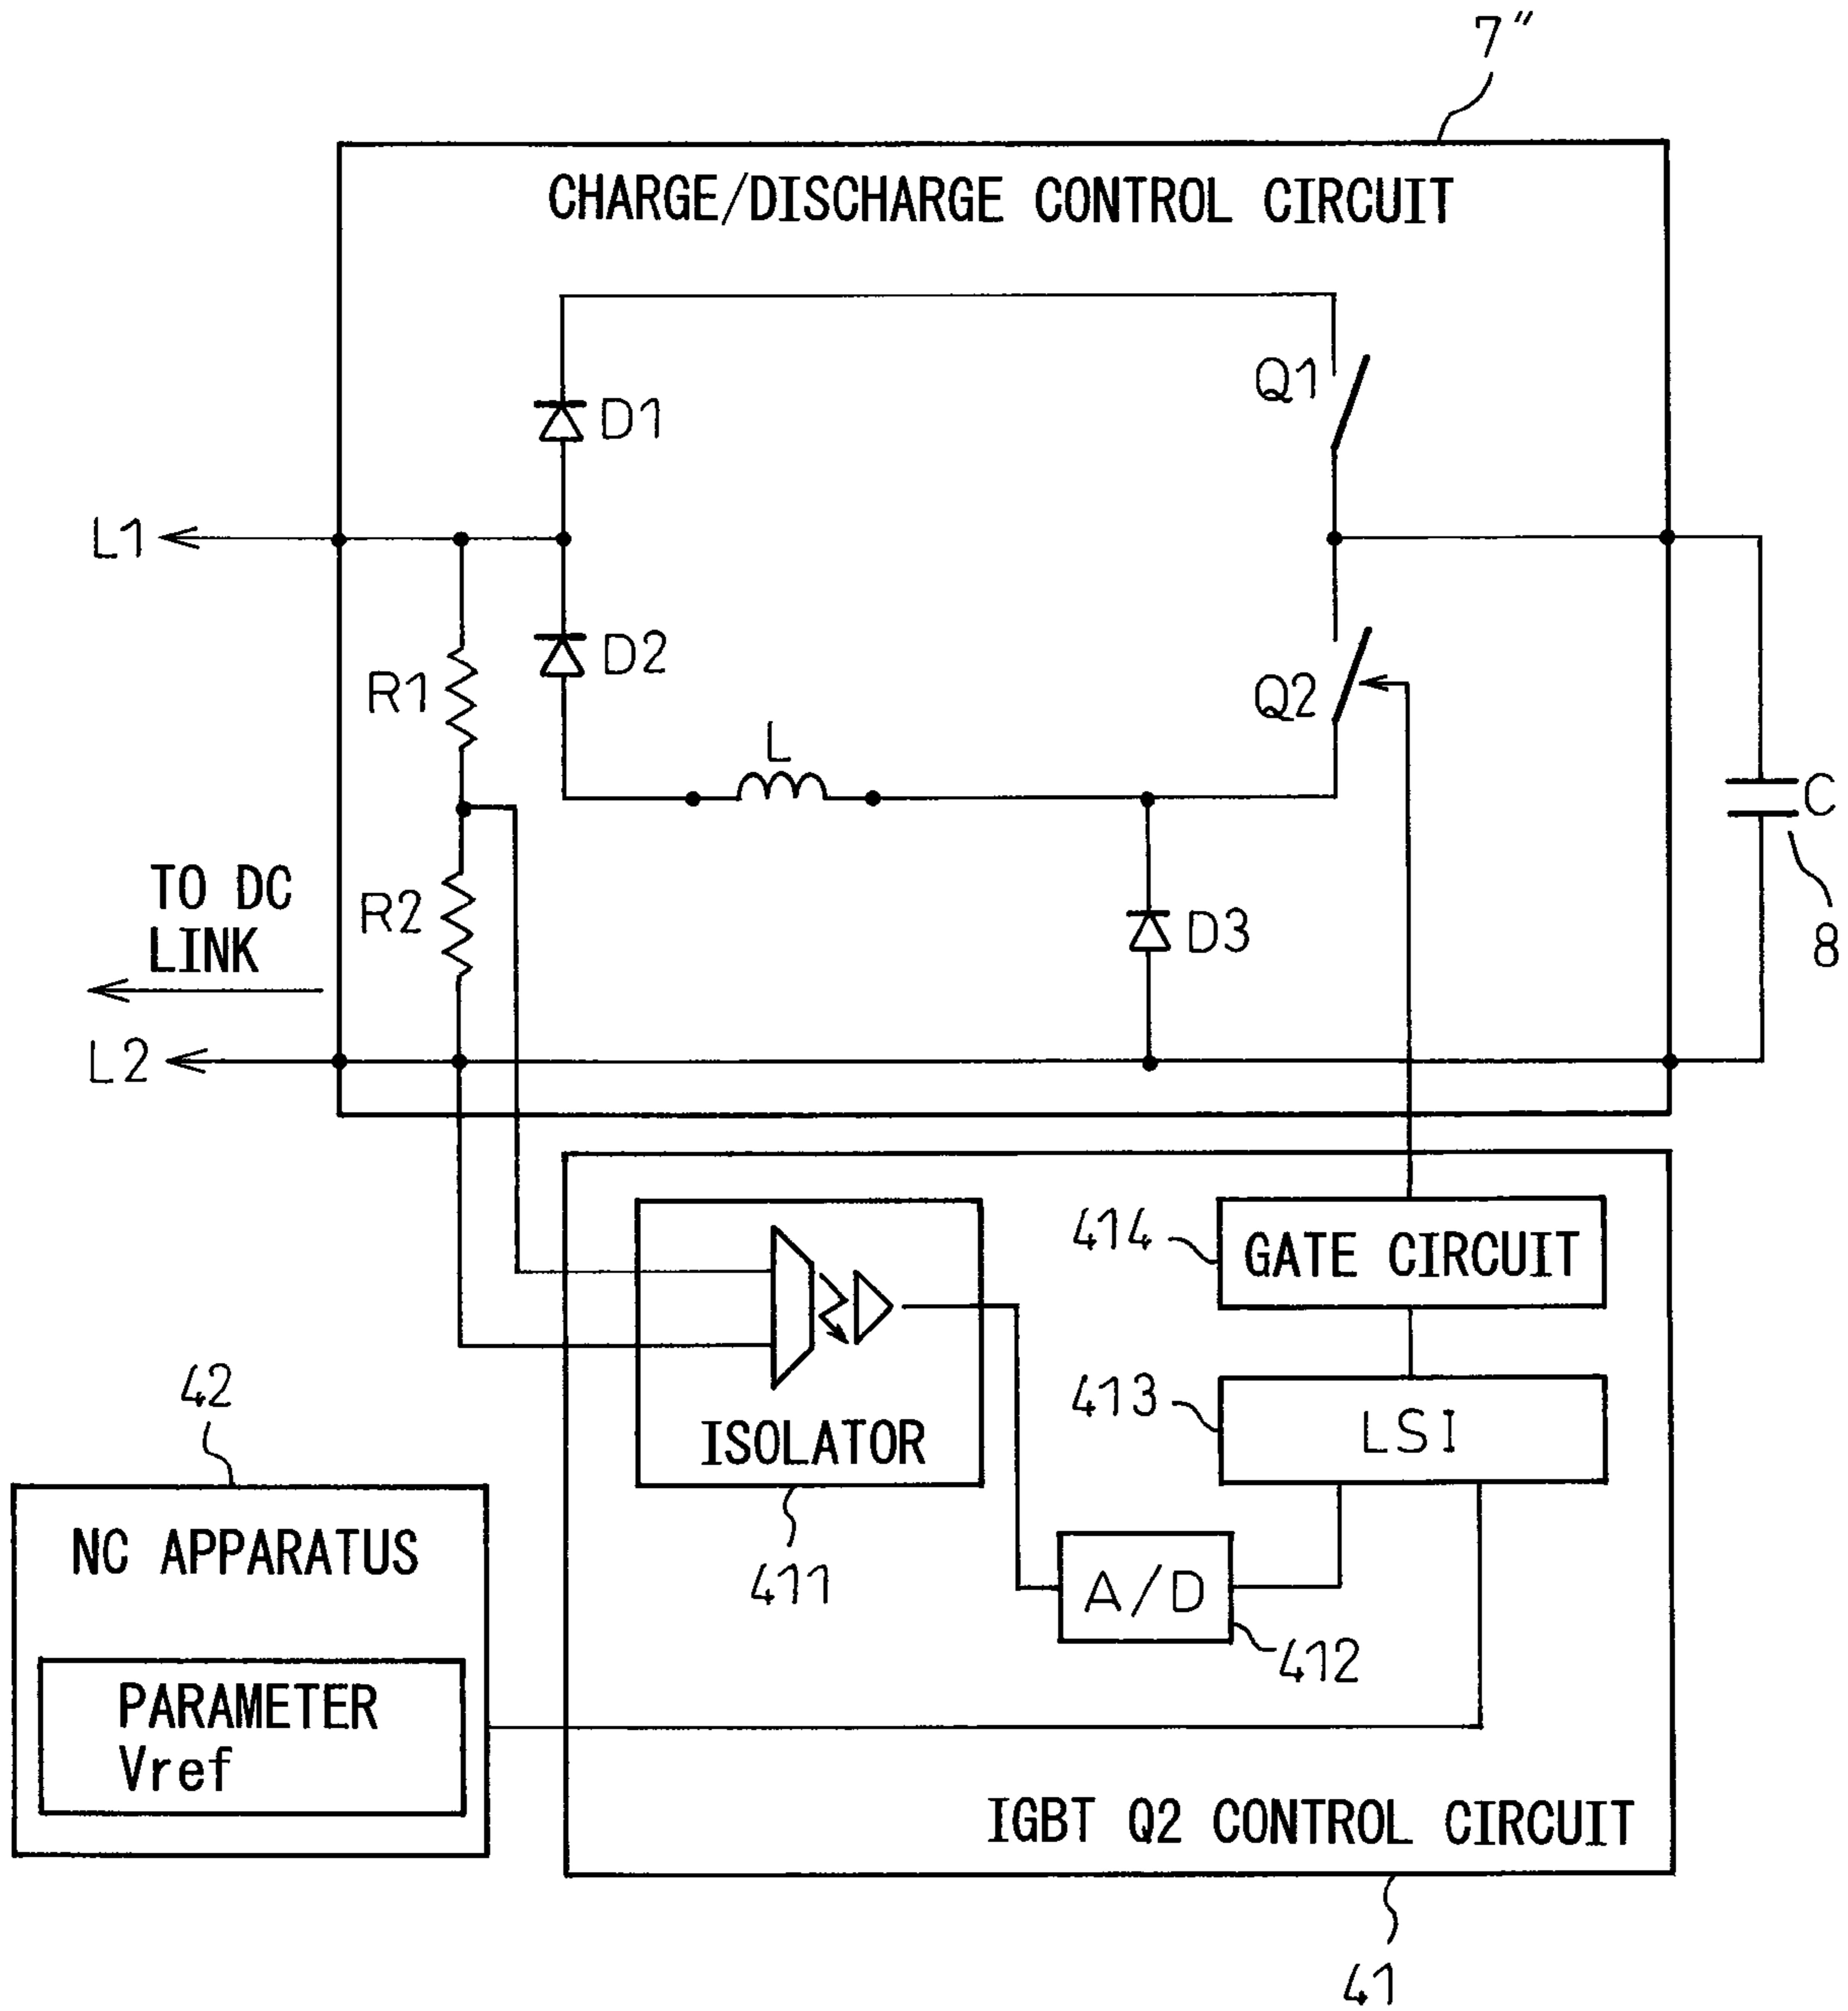 7"
CHARGE/DISCHARGE CONTROL CIRCUIT
Q1
D1
L1
D2
R1
Q2
L
C
TO DC
LINK
R2
D3
8
L2
414
GATE CIRCUIT
42
413
LSI
ISOLATOR
NC APPARATUS
411
A/D
412
PARAMETER
Vref
IGBT Q2 CONTROL CIRCUIT
41